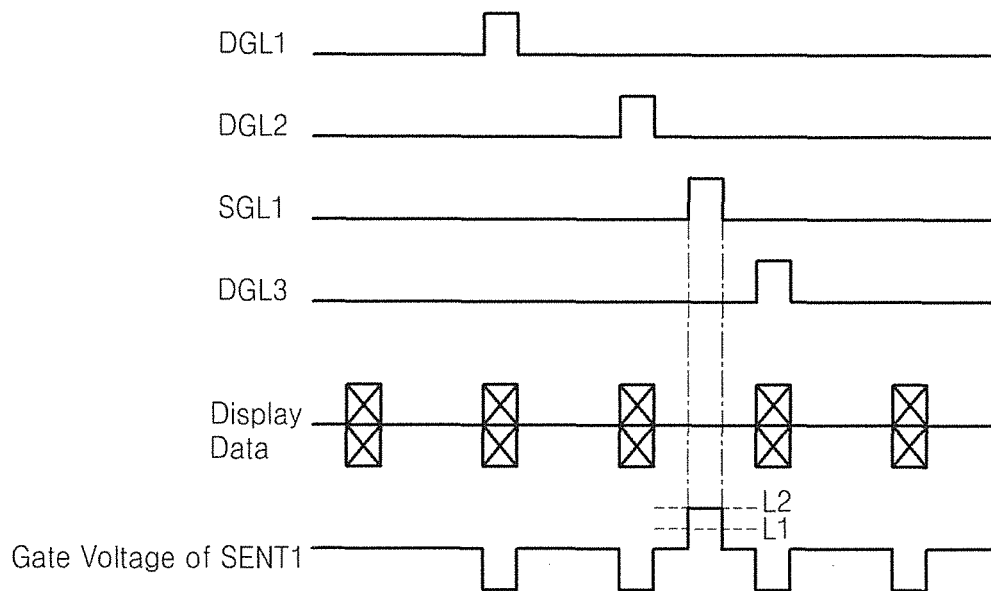 DGL1
DGL2
SGL1
DGL3
Display
Data
L2
L1
Gate Voltage of SENT1